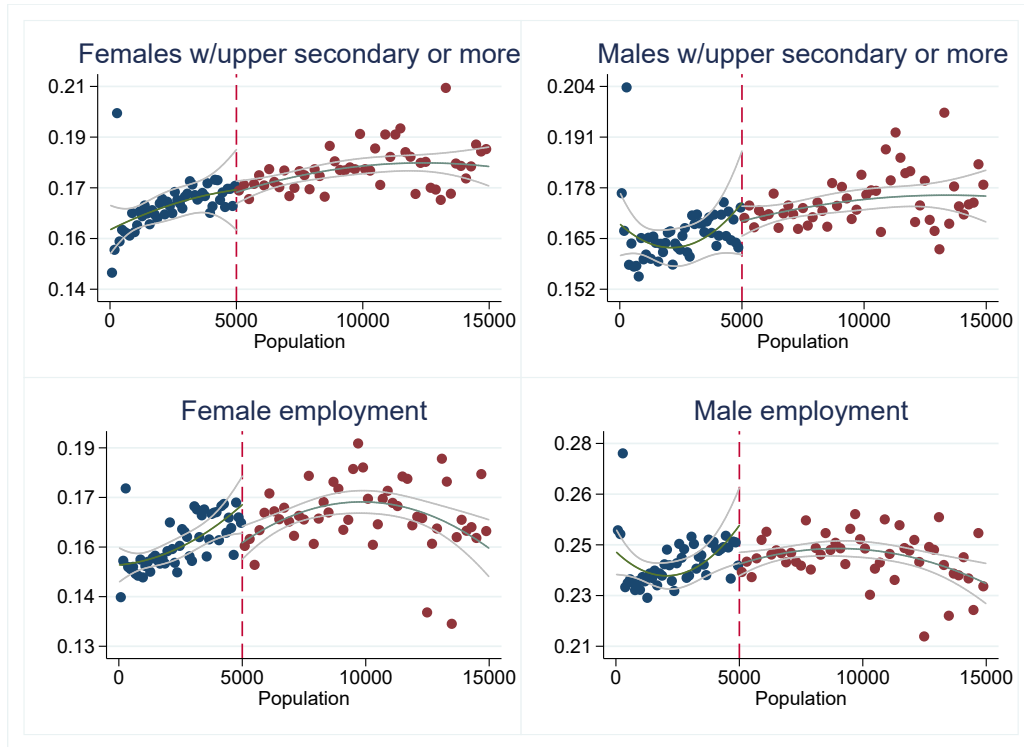 Females w/upper secondary or more
0.21
0.19
0.17
0.16
0.14
0 5000 10000 15000
Population
Males w/upper secondary or more
0.204
0.191
0.178
0.165
0.152
0 5000 10000 15000
Population
Female employment
0.19
0.17
0.16
0.14
0.13
0 5000 10000 15000
Population
Male employment
0.28
0.26
0.25
0.23
0.21
0 5000 10000 15000
Population